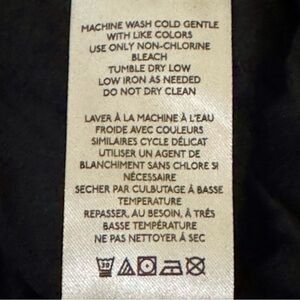 MACHINE WASH COLD GENTLE
WITH LIKE COLORS
USE ONLY NON-CHLORINE
BLEACH
TUMBLE DRY LOW
LOW IRON AS NEEDED
DO NOT DRY CLEAN
LAVER À LA MACHINE À L'EAU
FROIDE AVEC COULEURS
SIMILAIRES CYCLE DÉLICAT
UTILISER UN AGENT DE
BLANCHIMENT SANS CHLORE SI
NÉCESSAIRE
SECHER PAR CULBUTAGE À BASSE
TEMPERATURE
REPASSER, AU BESOIN, À TRÉS
BASSE TEMPÉRATURE
NE PAS NETTOYER À SEC
30